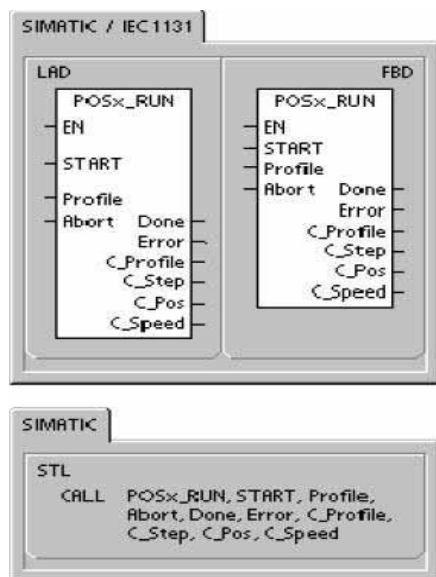 SIMATIC / IEC 1131
LAD
POSx_RUN
EN
START
Profile
Abort Done
Error
C_Profile
C_Step
C_Pos
C_Speed
FBD
POSx_RUN
EN
START
Profile
Abort Done
Error
C_Profile
C_Step
C_Pos
C_Speed
SIMATIC
STL
CALL POSx_RUN, START, Profile,
Abort, Done, Error, C_Profile,
C_Step, C_Pos, C_Speed